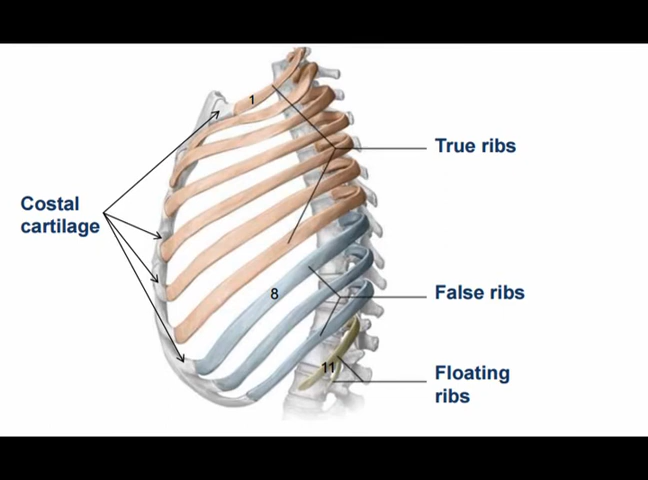 1
True ribs
Costal
cartilage
8
False ribs
11
Floating
ribs